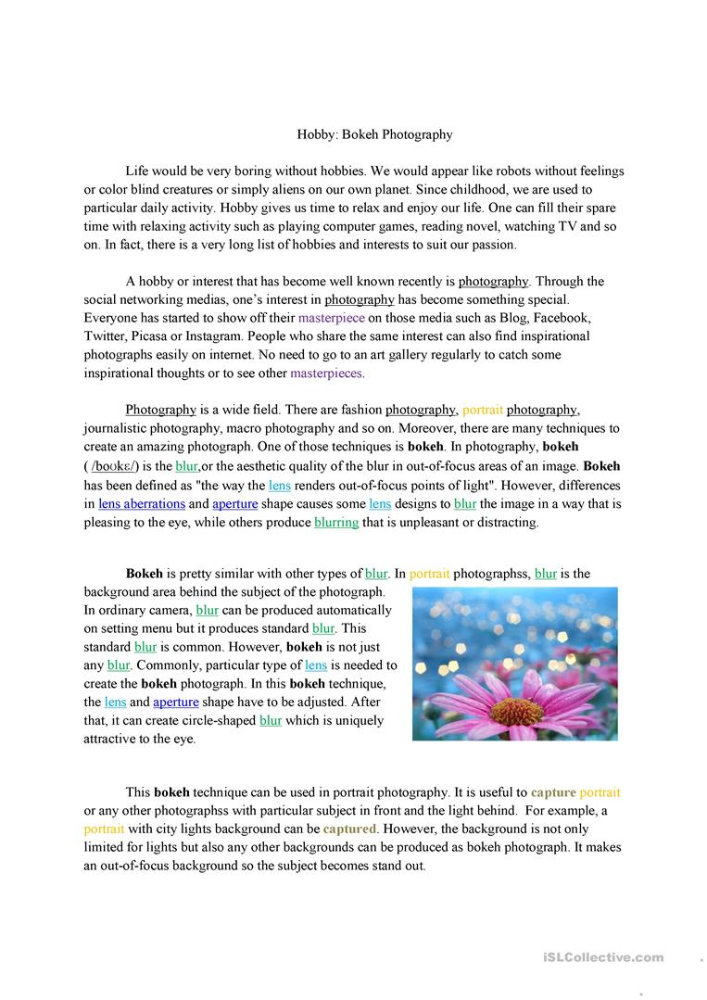 Hobby: Bokeh Photography
Life would be very boring without hobbies. We would appear like robots without feelings
or color blind creatures or simply aliens on our own planet. Since childhood, we are used to
particular daily activity. Hobby gives us time to relax and enjoy our life. One can fill their spare
time with relaxing activity such as playing computer games, reading novel, watching TV and so
on. In fact, there is a very long list of hobbies and interests to suit our passion.
A hobby or interest that has become well known recently is photography. Through the
social networking medias, one’s interest in photography has become something special.
Everyone has started to show off their masterpiece on those media such as Blog, Facebook,
Twitter, Picasa or Instagram. People who share the same interest can also find inspirational
photographs easily on internet. No need to go to an art gallery regularly to catch some
inspirational thoughts or to see other masterpieces.
Photography is a wide field. There are fashion photography, portrait photography,
journalistic photography, macro photography and so on. Moreover, there are many techniques to
create an amazing photograph. One of those techniques is bokeh. In photography, bokeh
( /boʊkɛ/) is the blur,or the aesthetic quality of the blur in out-of-focus areas of an image. Bokeh
has been defined as "the way the lens renders out-of-focus points of light". However, differences
in lens aberrations and aperture shape causes some lens designs to blur the image in a way that is
pleasing to the eye, while others produce blurring that is unpleasant or distracting.
Bokeh is pretty similar with other types of blur. In portrait photographss, blur is the
background area behind the subject of the photograph.
In ordinary camera, blur can be produced automatically
on setting menu but it produces standard blur. This
standard blur is common. However, bokeh is not just
any blur. Commonly, particular type of lens is needed to
create the bokeh photograph. In this bokeh technique,
the lens and aperture shape have to be adjusted. After
that, it can create circle-shaped blur which is uniquely
attractive to the eye.
This bokeh technique can be used in portrait photography. It is useful to capture portrait
or any other photographss with particular subject in front and the light behind.  For example, a
portrait with city lights background can be captured. However, the background is not only
limited for lights but also any other backgrounds can be produced as bokeh photograph. It makes
an out-of-focus background so the subject becomes stand out.
iSLCollective.com